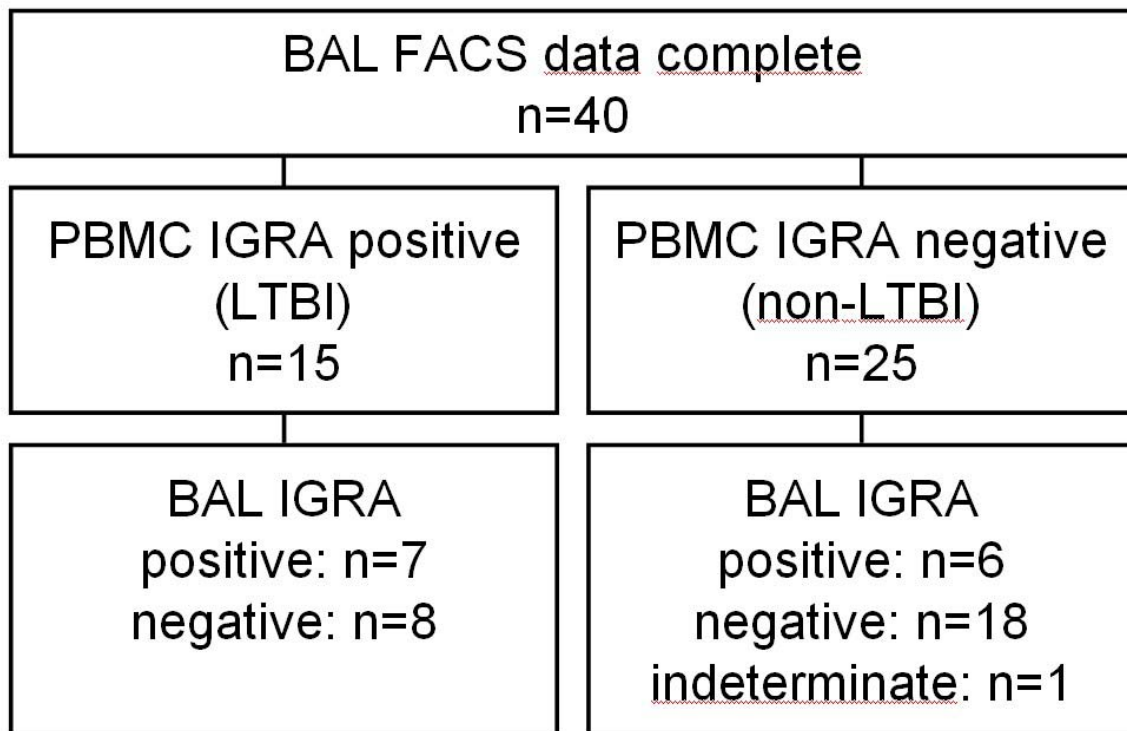 BAL FACS data complete
n=40
PBMC IGRA positive
(LTBI)
n=15
PBMC IGRA negative
(non-LTBI)
n=25
BAL IGRA
positive: n=7
negative: n=8
BAL IGRA
positive: n=6
negative: n=18
indeterminate: n=1